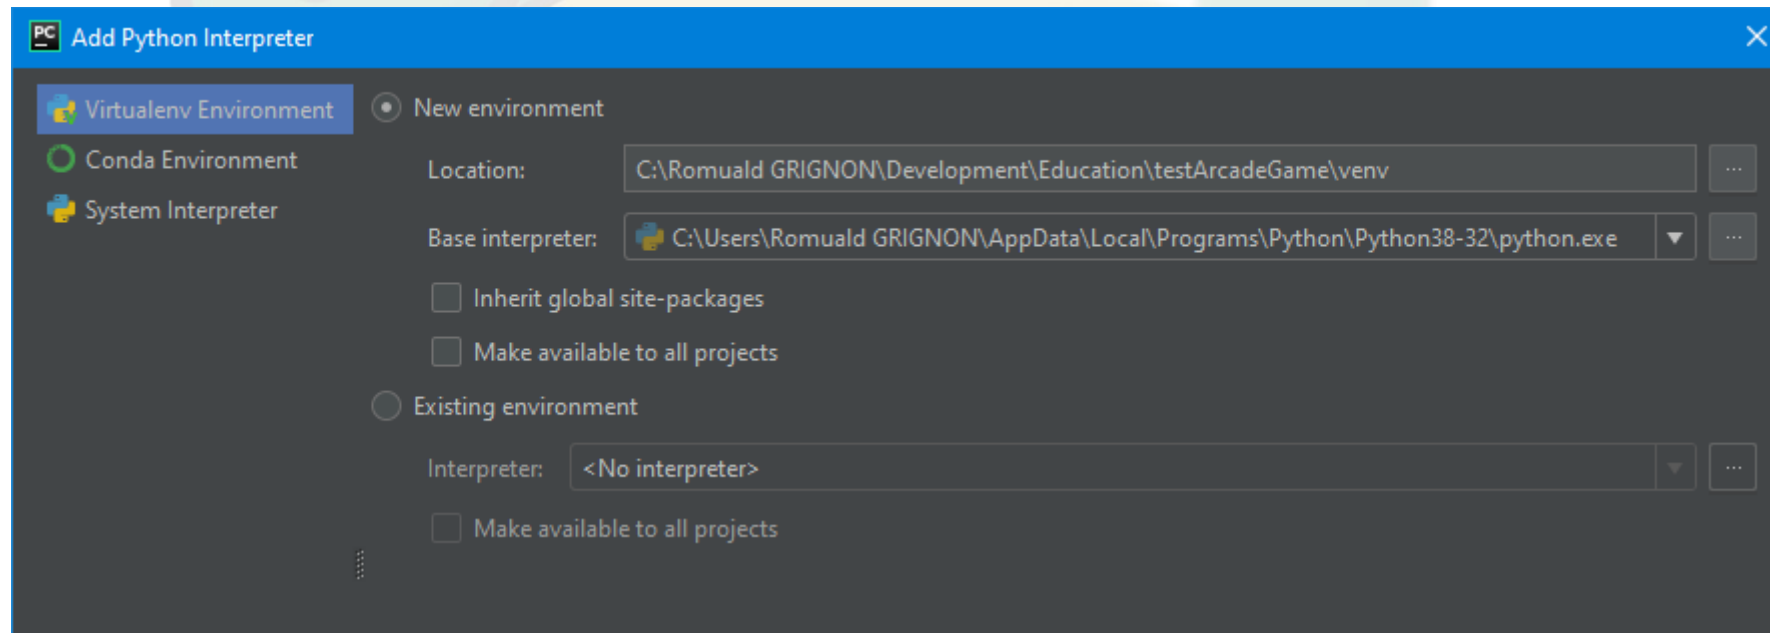 PC Add Python Interpreter
Virtualenv Environment
Conda Environment
System Interpreter
New environment
Location: C:\Romuald GRIGNON\Development\Education\testArcadeGame\venv ...
Base interpreter: C:\Users\Romuald GRIGNON\AppData\Local\Programs\Python\Python38-32\python.exe ...
Inherit global site-packages
Make available to all projects
Existing environment
Interpreter: <No interpreter> ...
Make available to all projects